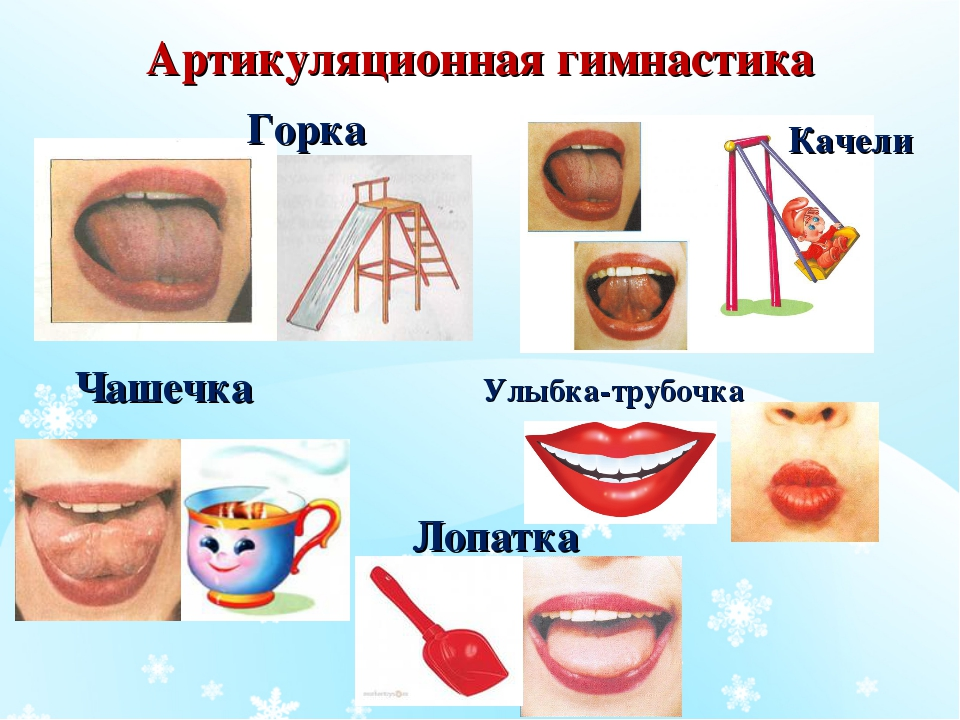 Артикуляционная гимнастика
Горка
Качели
Чашечка
Улыбка-трубочка
Лопатка